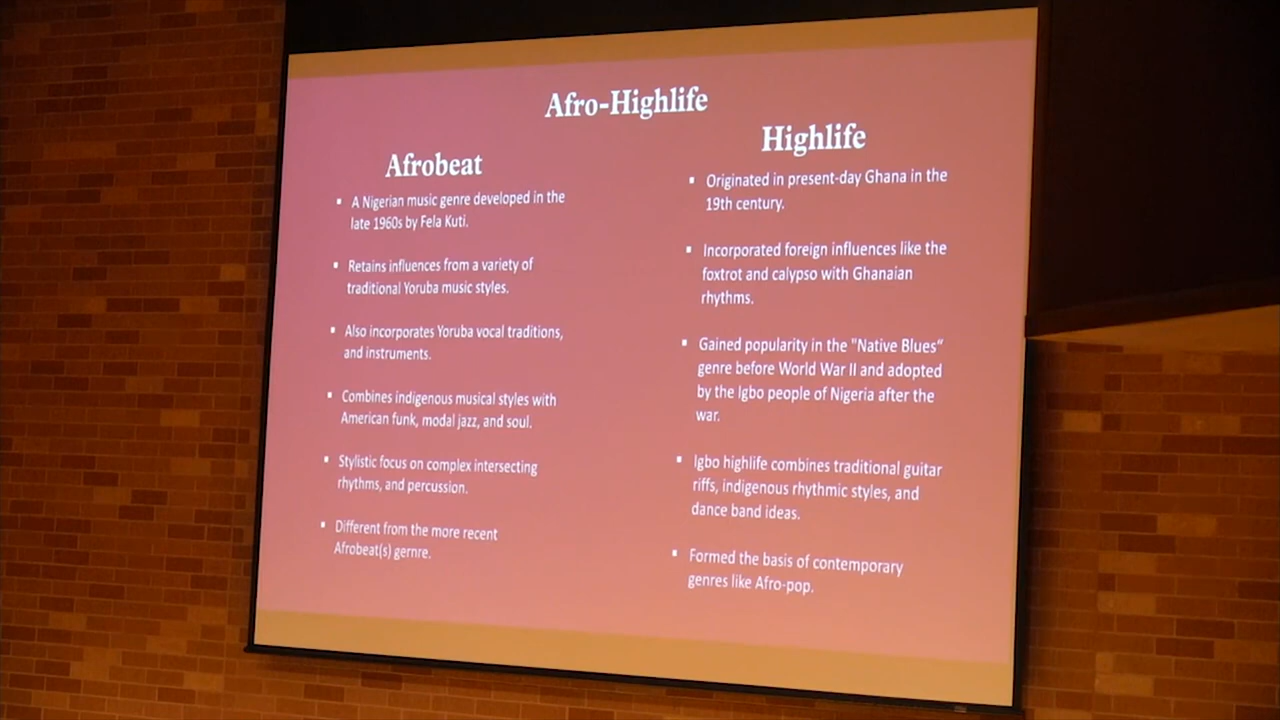 Afro-Highlife
Afrobeat
▪ A Nigerian music genre developed in the
late 1960s by Fela Kuti.
▪ Retains influences from a variety of
traditional Yoruba music styles.
▪ Also incorporates Yoruba vocal traditions,
and instruments.
▪ Combines indigenous musical styles with
American funk, modal jazz, and soul.
▪ Stylistic focus on complex intersecting
rhythms, and percussion.
▪ Different from the more recent
Afrobeat(s) gernre.
Highlife
▪ Originated in present-day Ghana in the
19th century.
▪ Incorporated foreign influences like the
foxtrot and calypso with Ghanaian
rhythms.
▪ Gained popularity in the "Native Blues"
genre before World War II and adopted
by the Igbo people of Nigeria after the
war.
▪ Igbo highlife combines traditional guitar
riffs, indigenous rhythmic styles, and
dance band ideas.
▪ Formed the basis of contemporary
genres like Afro-pop.